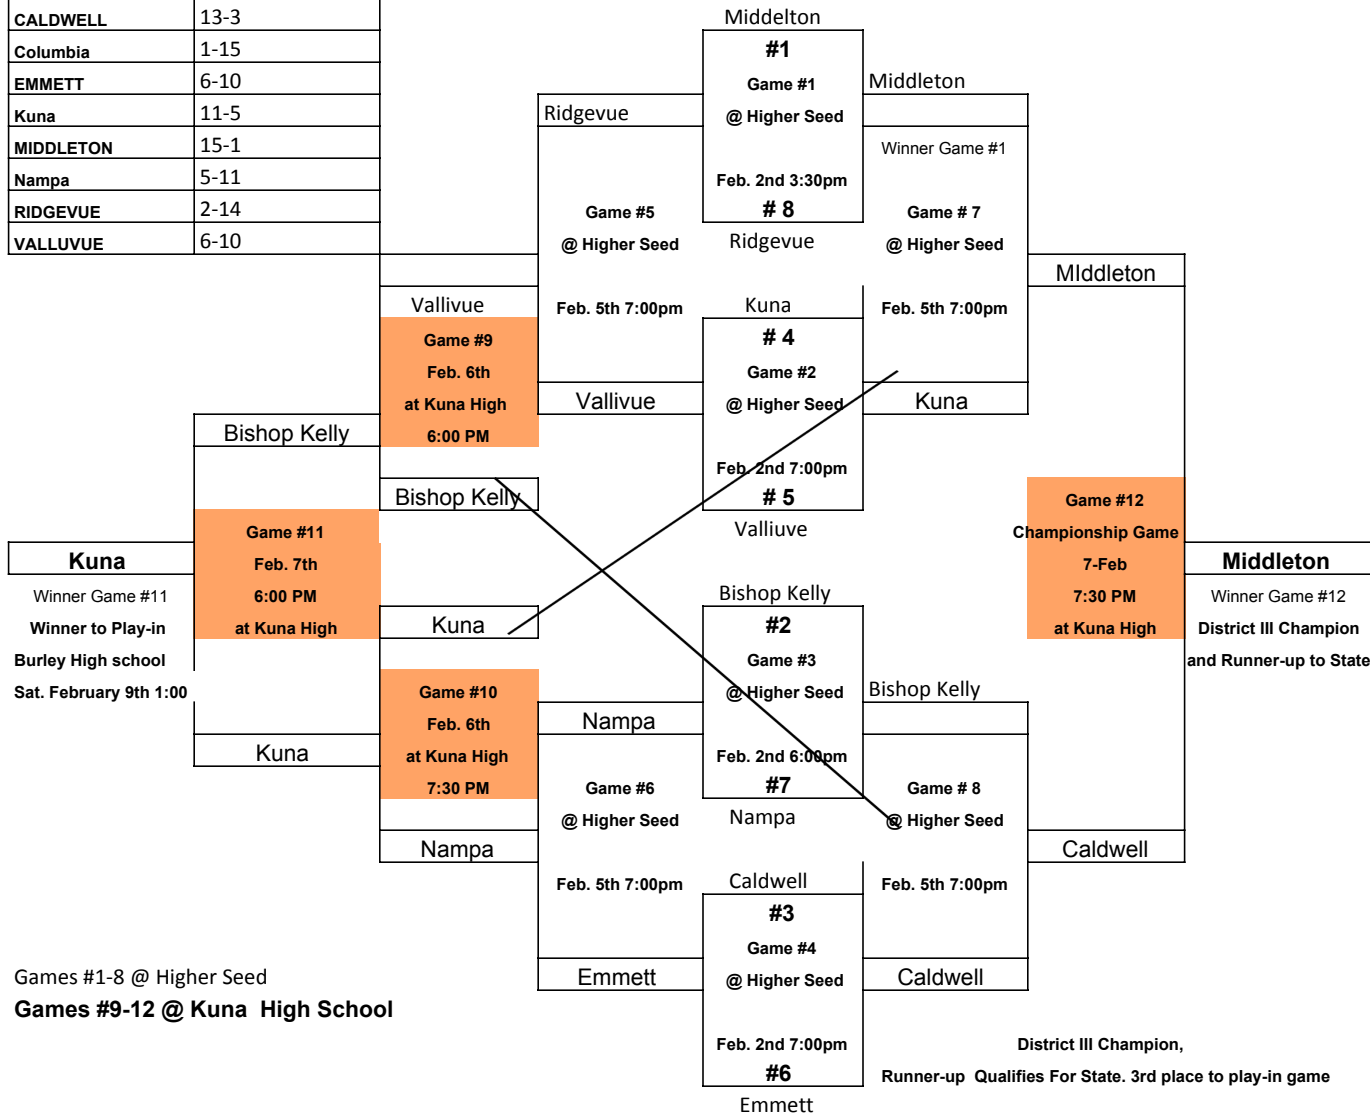 CALDWELL 13-3
Columbia 1-15
EMMETT 6-10
Kuna 11-5
MIDDLETON 15-1
Nampa 5-11
RIDGEVUE 2-14
VALLUVUE 6-10
Middelton
#1
Game #1
@ Higher Seed
Feb. 2nd 3:30pm
# 8
Ridgevue
Kuna
# 4
Game #2
@ Higher Seed
Feb. 2nd 7:00pm
# 5
Valliuve
Bishop Kelly
#2
Game #3
@ Higher Seed
Feb. 2nd 6:00pm
#7
Nampa
Caldwell
#3
Game #4
@ Higher Seed
Feb. 2nd 7:00pm
#6
Emmett
Ridgevue
Game #5
@ Higher Seed
Feb. 5th 7:00pm
Vallivue
Nampa
Game #6
@ Higher Seed
Feb. 5th 7:00pm
Emmett
Middleton
Winner Game #1
Game # 7
@ Higher Seed
Feb. 5th 7:00pm
Kuna
Bishop Kelly
Game # 8
@ Higher Seed
Feb. 5th 7:00pm
Caldwell
Vallivue
Game #9
Feb. 6th
at Kuna High
6:00 PM
Bishop Kelly
Kuna
Game #10
Feb. 6th
at Kuna High
7:30 PM
Nampa
Bishop Kelly
Game #11
Feb. 7th
6:00 PM
at Kuna High
Kuna
Kuna
Winner Game #11
Winner to Play-in
Burley High school
Sat. February 9th 1:00
MIddleton
Game #12
Championship Game
7-Feb
7:30 PM
at Kuna High
Caldwell
Middleton
Winner Game #12
District III Champion
and Runner-up to State
Games #1-8 @ Higher Seed
Games #9-12 @ Kuna High School
District III Champion,
Runner-up Qualifies For State. 3rd place to play-in game